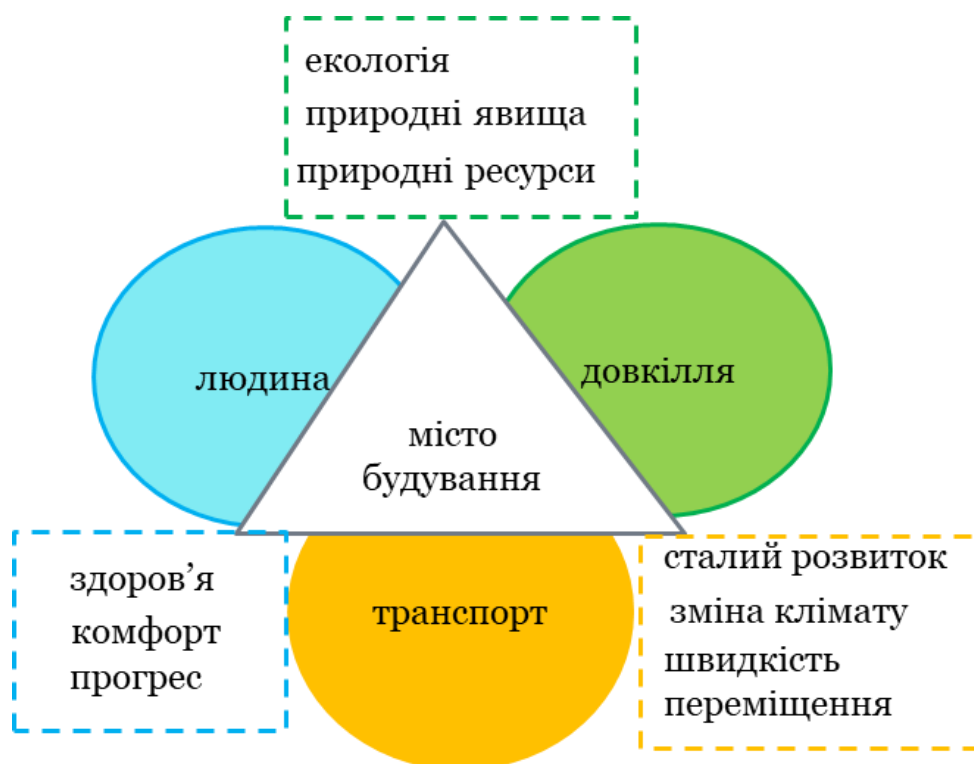 екологія
природні явища
природні ресурси
людина
довкілля
місто
будування
здоров’я
комфорт
прогрес
транспорт
сталий розвиток
зміна клімату
швидкість
переміщення